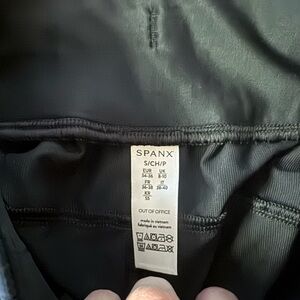 SPANX
S/CH/P
EUR UK
34-36 8-10
FR IT
36-38 38-40
KR
55
OUT OF OFFICE
made in vietnam
fabriqué au vietnam